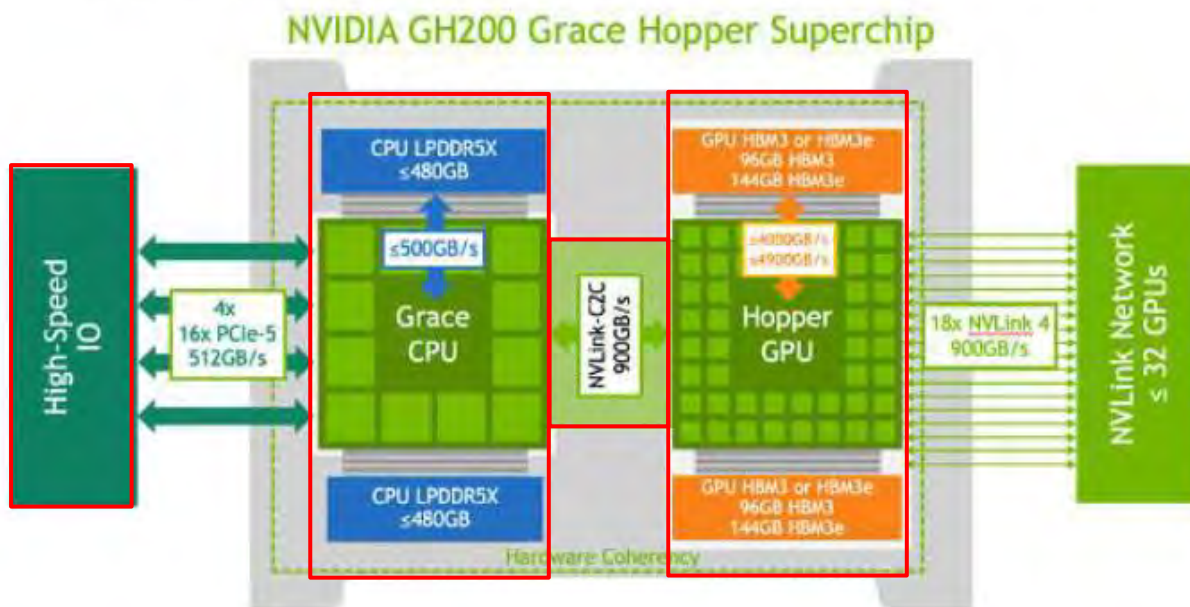 NVIDIA GH200 Grace Hopper Superchip
High-Speed
IO
4x
16x PCIe-5
512GB/s
CPU LPDDR5X
≤480GB
≤500GB/s
Grace
CPU
CPU LPDDR5X
≤480GB
NVLink-C2C
900GB/s
GPU HBM3 or HBM3e
96GB HBM3
144GB HBM3e
≤4000GB/s
≤4900GB/s
Hopper
GPU
GPU HBM3 or HBM3e
96GB HBM3
144GB HBM3e
18x NVLink 4
900GB/s
NVLink Network
≤ 32 GPUs
Hardware Coherency